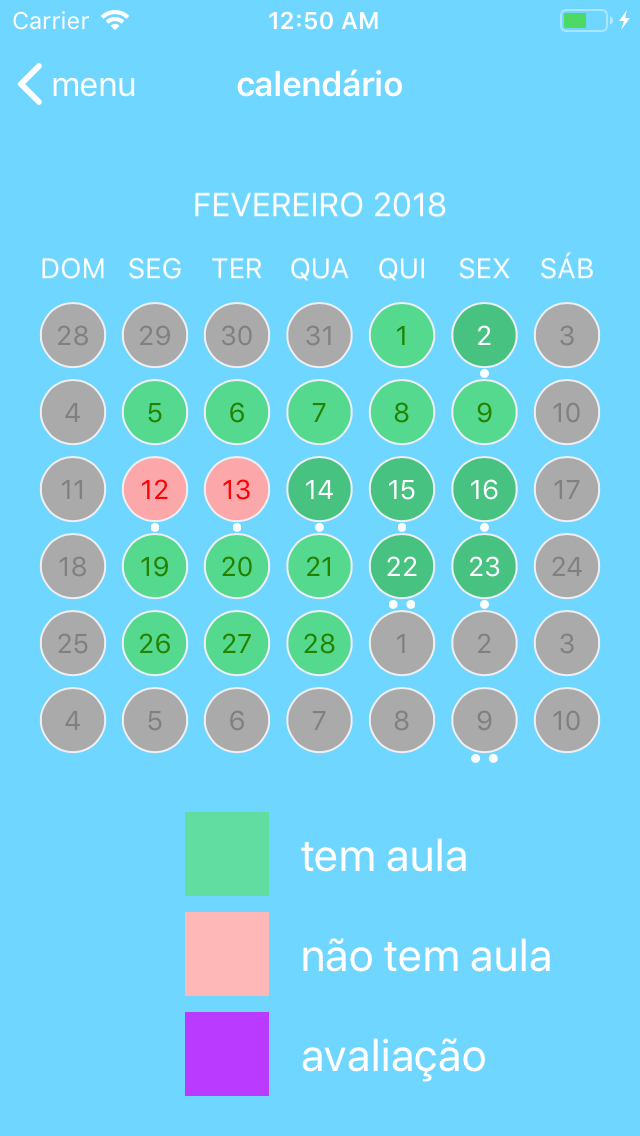 Carrier 12:50 AM
menu calendário
FEVEREIRO 2018
DOM SEG TER QUA QUI SEX SÁB
28 29 30 31 1 2 3
4 5 6 7 8 9 10
11 12 13 14 15 16 17
18 19 20 21 22 23 24
25 26 27 28 1 2 3
4 5 6 7 8 9 10
tem aula
não tem aula
avaliação